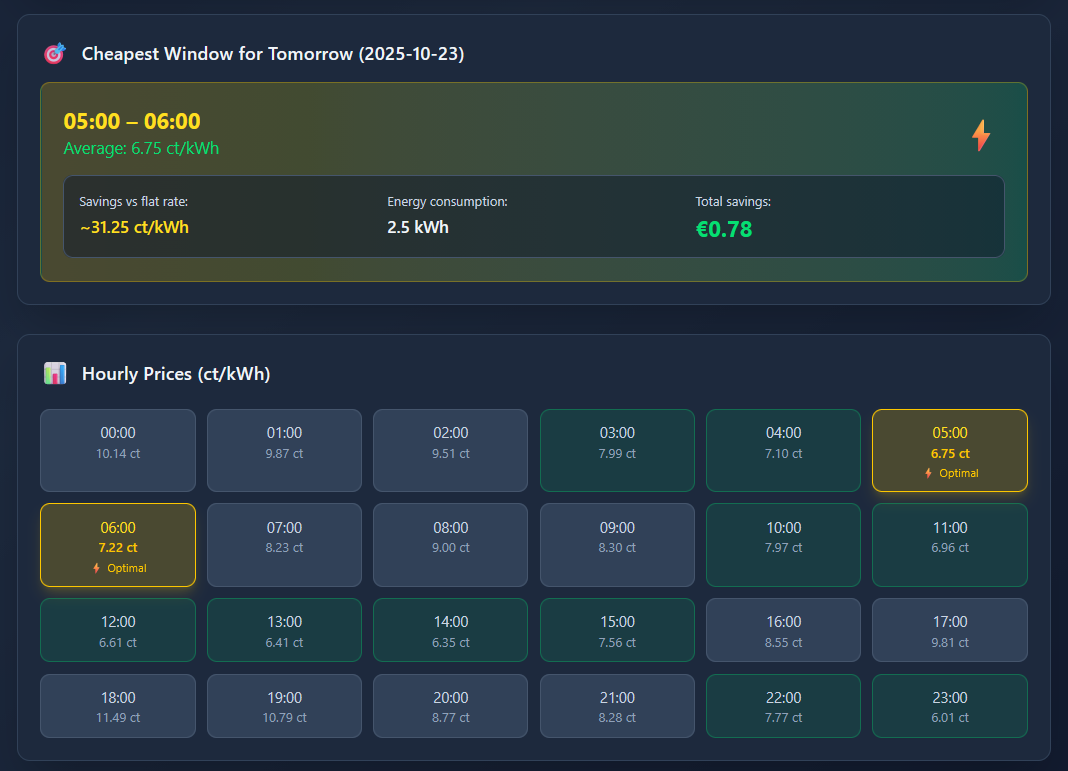 Cheapest Window for Tomorrow (2025-10-23)
05:00 – 06:00
Average: 6.75 ct/kWh
Savings vs flat rate:
~31.25 ct/kWh
Energy consumption:
2.5 kWh
Total savings:
€0.78
Hourly Prices (ct/kWh)
00:00
10.14 ct
01:00
9.87 ct
02:00
9.51 ct
03:00
7.99 ct
04:00
7.10 ct
05:00
6.75 ct
Optimal
06:00
7.22 ct
Optimal
07:00
8.23 ct
08:00
9.00 ct
09:00
8.30 ct
10:00
7.97 ct
11:00
6.96 ct
12:00
6.61 ct
13:00
6.41 ct
14:00
6.35 ct
15:00
7.56 ct
16:00
8.55 ct
17:00
9.81 ct
18:00
11.49 ct
19:00
10.79 ct
20:00
8.77 ct
21:00
8.28 ct
22:00
7.77 ct
23:00
6.01 ct